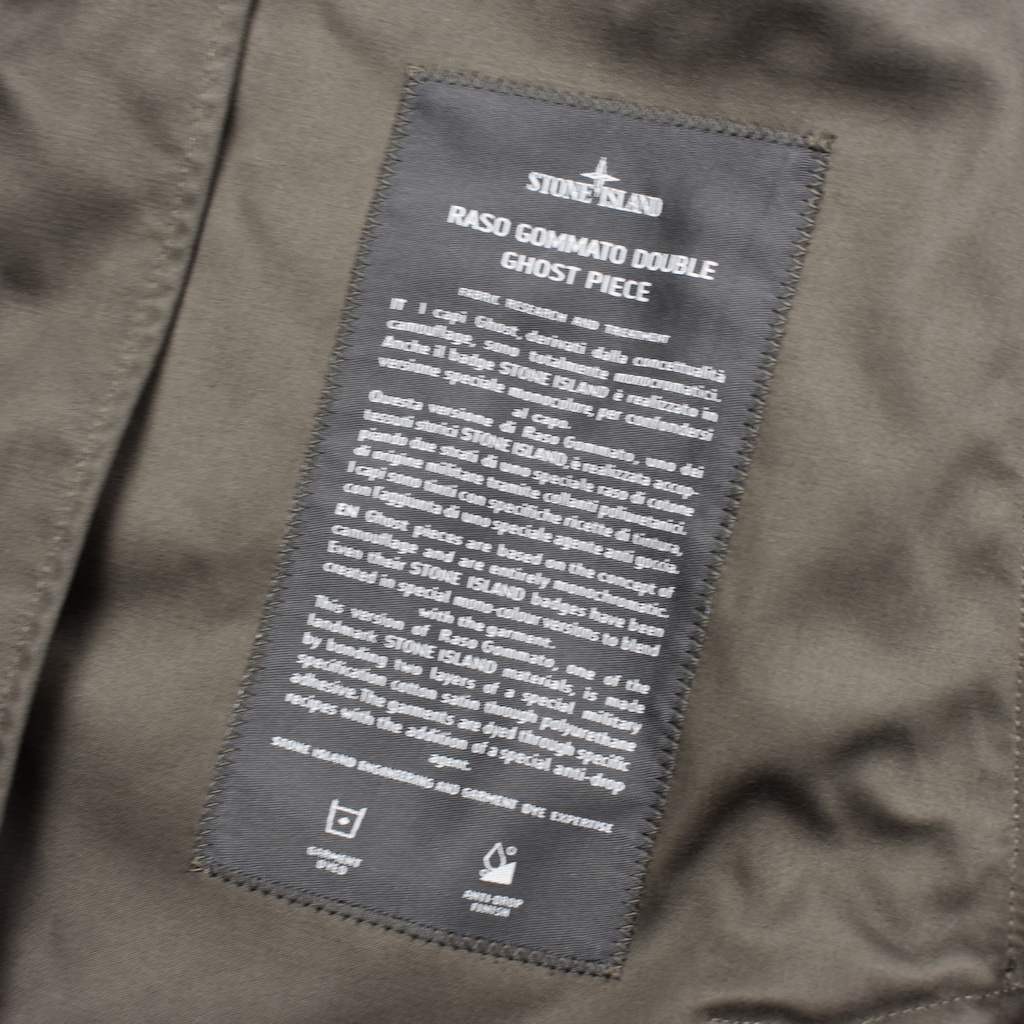 STONE ISLAND
RASO GOMMATO DOUBLE
GHOST PIECE
FABRIC RESEARCH AND TREATMENT
IT I capi Ghost, derivati dalla concettualità
camouflage, sono totalmente monocromatici.
Anche il badge STONE ISLAND è realizzato in
versione speciale monocolore, per confondersi
al capo.
Questa versione di Raso Gommato, uno dei
tessuti storici STONE ISLAND, è realizzata accop-
piando due strati di uno speciale raso di cotone
di origine militare tramite collanti poliuretanici.
I capi sono tinti con specifiche ricette di tintura,
con l'aggiunta di uno speciale agente anti goccia.
EN Ghost pieces are based on the concept of
camouflage and are entirely monochromatic.
Even their STONE ISLAND badges have been
created in special mono-colour versions to blend
with the garment.
This version of Raso Gommato, one of the
landmark STONE ISLAND materials, is made
by bonding two layers of a special military
specification cotton satin through polyurethane
adhesive.The garments are dyed through specific
recipes with the addition of a special anti-drop
agent.
STONE ISLAND ENGINEERING AND GARMENT DYE EXPERTISE
GARMENT
DYED
ANTI-DROP
FINISH